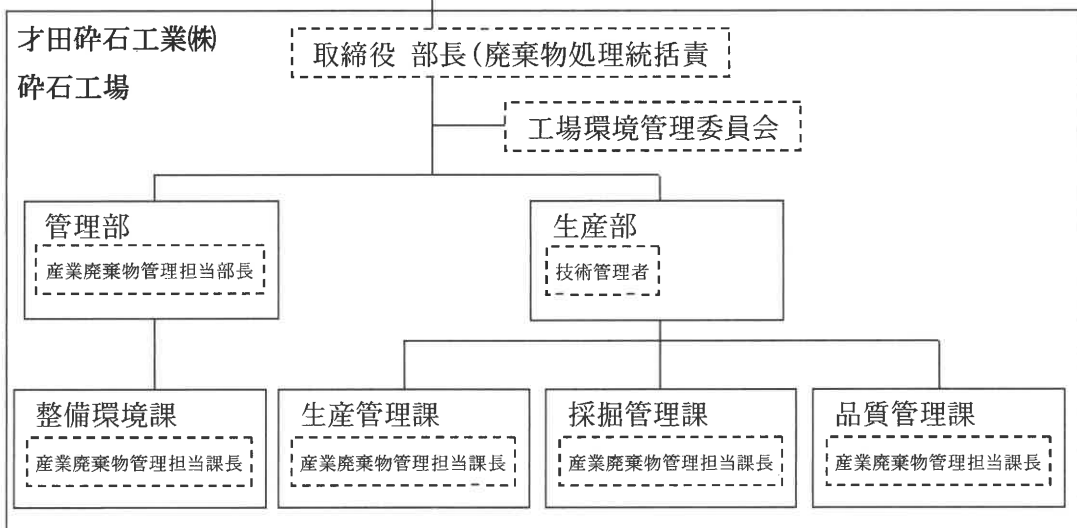 才田砕石工業㈱
砕石工場
取締役 部長(廃棄物処理統括責
工場環境管理委員会
管理部
産業廃棄物管理担当部長
生産部
技術管理者
整備環境課
産業廃棄物管理担当課長
生産管理課
産業廃棄物管理担当課長
採掘管理課
産業廃棄物管理担当課長
品質管理課
産業廃棄物管理担当課長